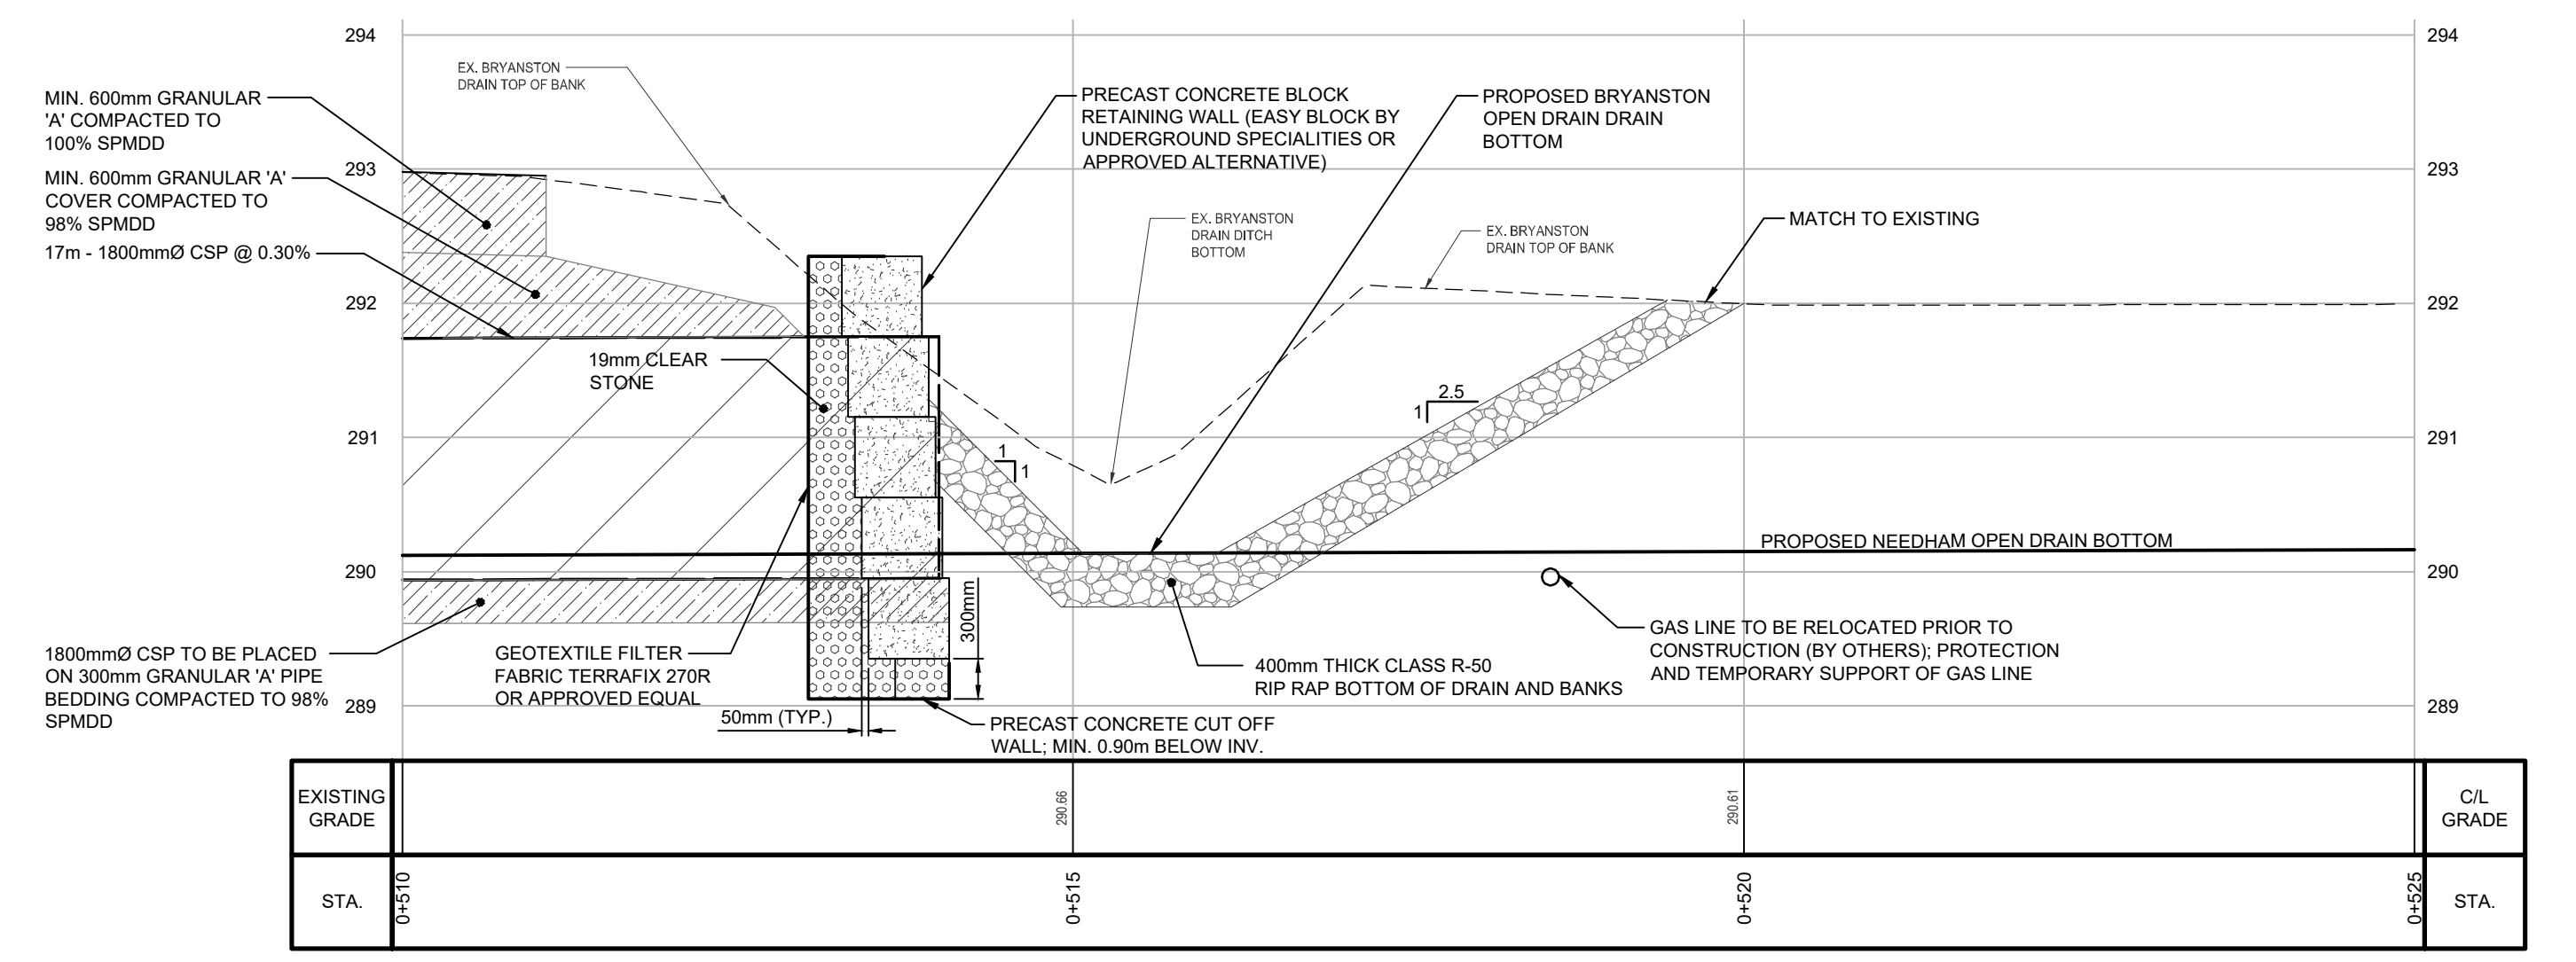 294
294
EX. BRYANSTON
DRAIN TOP OF BANK
MIN. 600mm GRANULAR
'A' COMPACTED TO
100% SPMDD
PRECAST CONCRETE BLOCK
RETAINING WALL (EASY BLOCK BY
UNDERGROUND SPECIALITIES OR
APPROVED ALTERNATIVE)
PROPOSED BRYANSTON
OPEN DRAIN DRAIN
BOTTOM
293
293
MIN. 600mm GRANULAR 'A'
COVER COMPACTED TO
98% SPMDD
EX. BRYANSTON
DRAIN DITCH
BOTTOM
EX. BRYANSTON
DRAIN TOP OF BANK
MATCH TO EXISTING
17m - 1800mmØ CSP @ 0.30%
292
292
19mm CLEAR
STONE
2.5
1
291
291
1
1
PROPOSED NEEDHAM OPEN DRAIN BOTTOM
290
290
300mm
1800mmØ CSP TO BE PLACED
ON 300mm GRANULAR 'A' PIPE
BEDDING COMPACTED TO 98%
SPMDD
GEOTEXTILE FILTER
FABRIC TERRAFIX 270R
OR APPROVED EQUAL
400mm THICK CLASS R-50
RIP RAP BOTTOM OF DRAIN AND BANKS
GAS LINE TO BE RELOCATED PRIOR TO
CONSTRUCTION (BY OTHERS); PROTECTION
AND TEMPORARY SUPPORT OF GAS LINE
289
289
50mm (TYP.)
PRECAST CONCRETE CUT OFF
WALL; MIN. 0.90m BELOW INV.
EXISTING
GRADE
290.66
290.61
C/L
GRADE
STA.
0+510
0+515
0+520
0+525
STA.